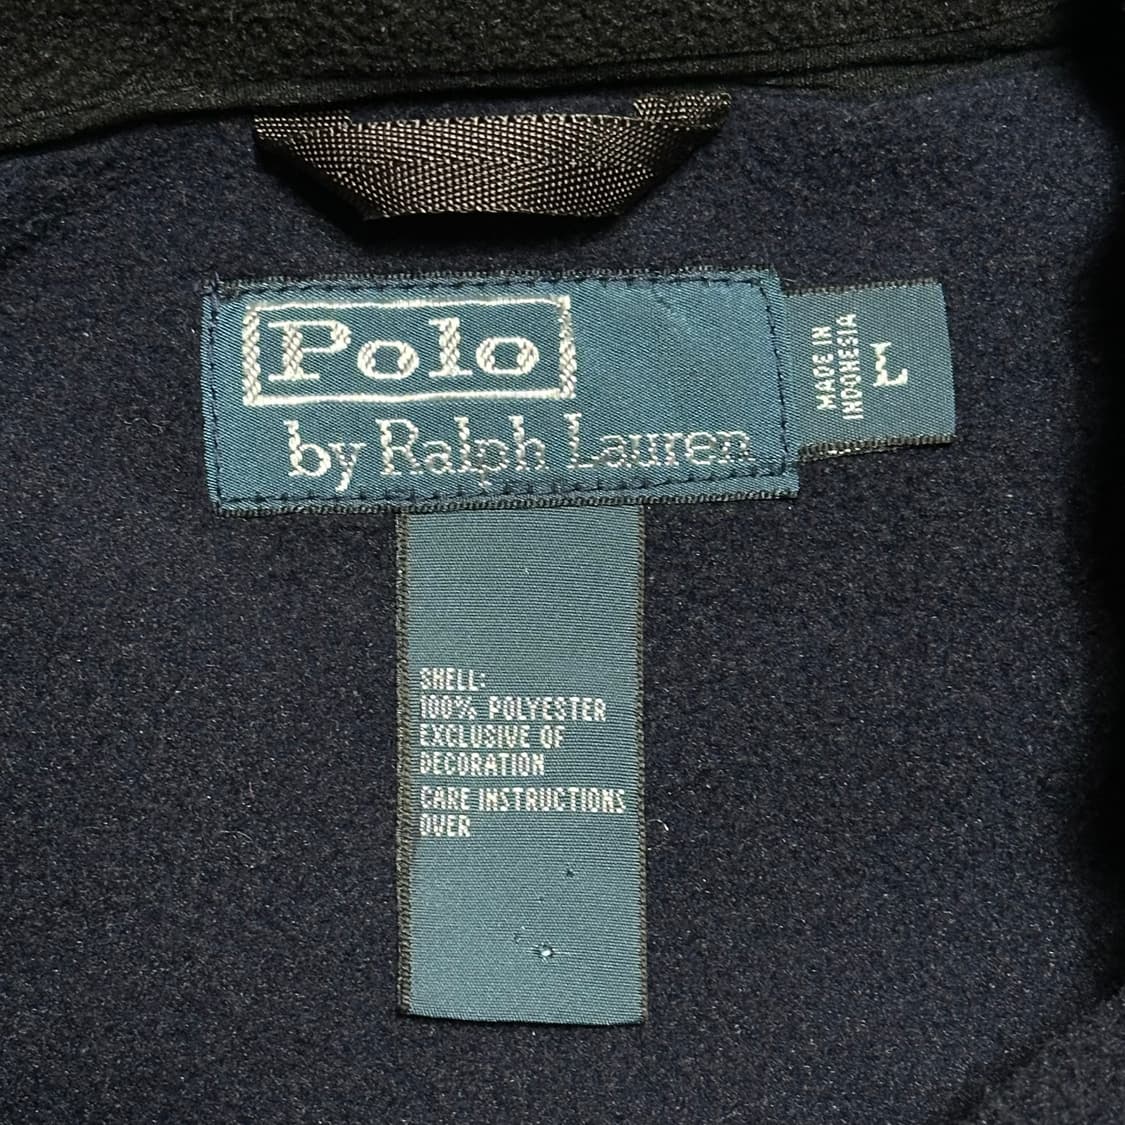 Polo
by Ralph Lauren
MADE IN
INDONESIA
L
SHELL:
100% POLYESTER
EXCLUSIVE OF
DECORATION
CARE INSTRUCTIONS
OVER